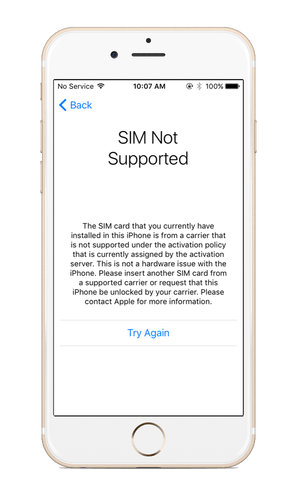 No Service 10:07 AM 100%
Back
SIM Not
Supported
The SIM card that you currently have
installed in this iPhone is from a carrier that
is not supported under the activation policy
that is currently assigned by the activation
server. This is not a hardware issue with the
iPhone. Please insert another SIM card from
a supported carrier or request that this
iPhone be unlocked by your carrier. Please
contact Apple for more information.
Try Again